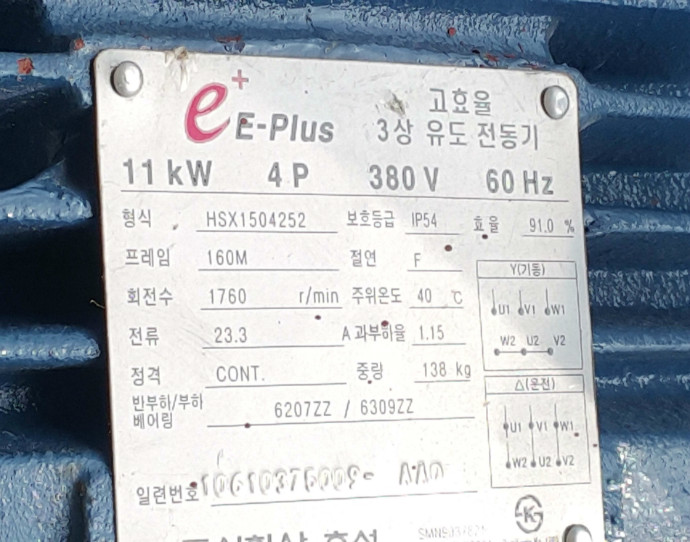 e+ E-Plus
고효율
3상 유도 전동기
11 kW 4 P 380 V 60 Hz
형식 HSX1504252 보호등급 IP54 효율 91.0 %
프레임 160M 절연 F
회전수 1760 r/min 주위온도 40 ℃
전류 23.3 A 과부하율 1.15
정격 CONT. 중량 138 kg
반부하/부하
베어링 6207ZZ / 6309ZZ
일련번호
Y(기동)
U1 V1 W1
W2 U2 V2
△(운전)
U1 V1 W1
W2 U2 V2